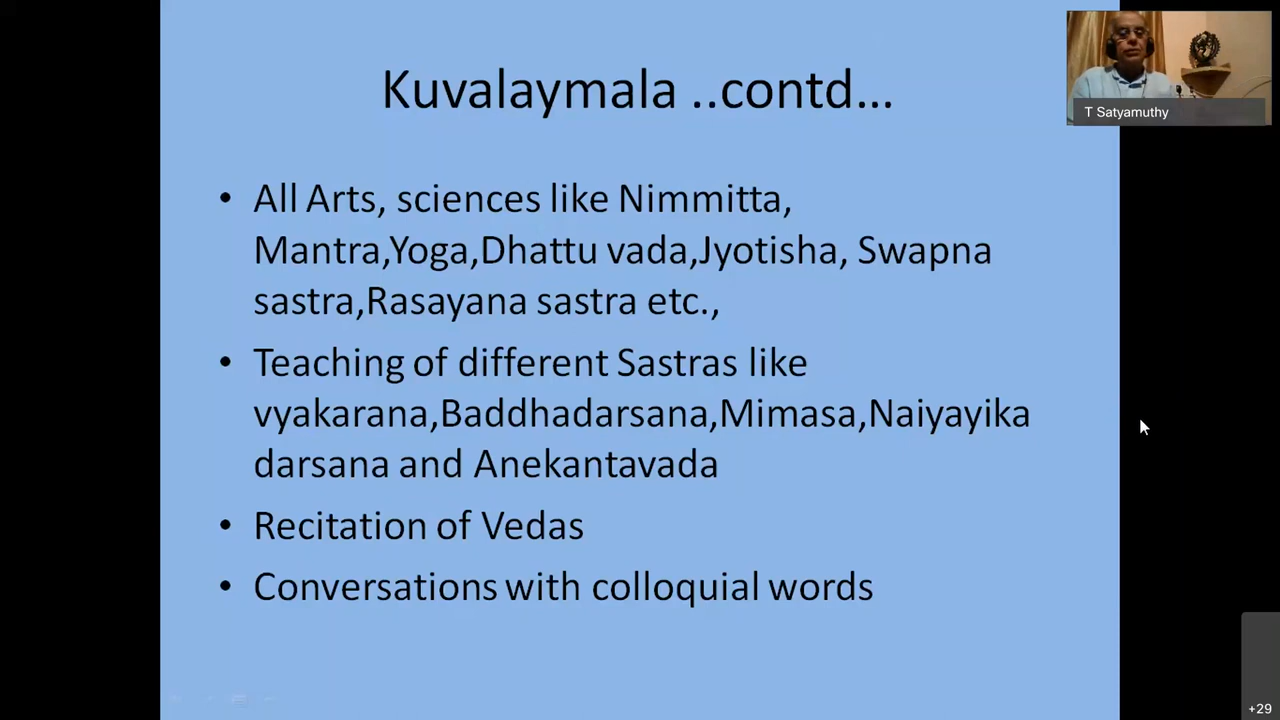 Kuvalaymala ..contd...
T Satyamuthy
• All Arts, sciences like Nimmitta,
Mantra,Yoga,Dhattu vada,Jyotisha, Swapna
sastra,Rasayana sastra etc.,
• Teaching of different Sastras like
vyakarana,Baddhadarsana,Mimasa,Naiyayika
darsana and Anekantavada
• Recitation of Vedas
• Conversations with colloquial words
+29